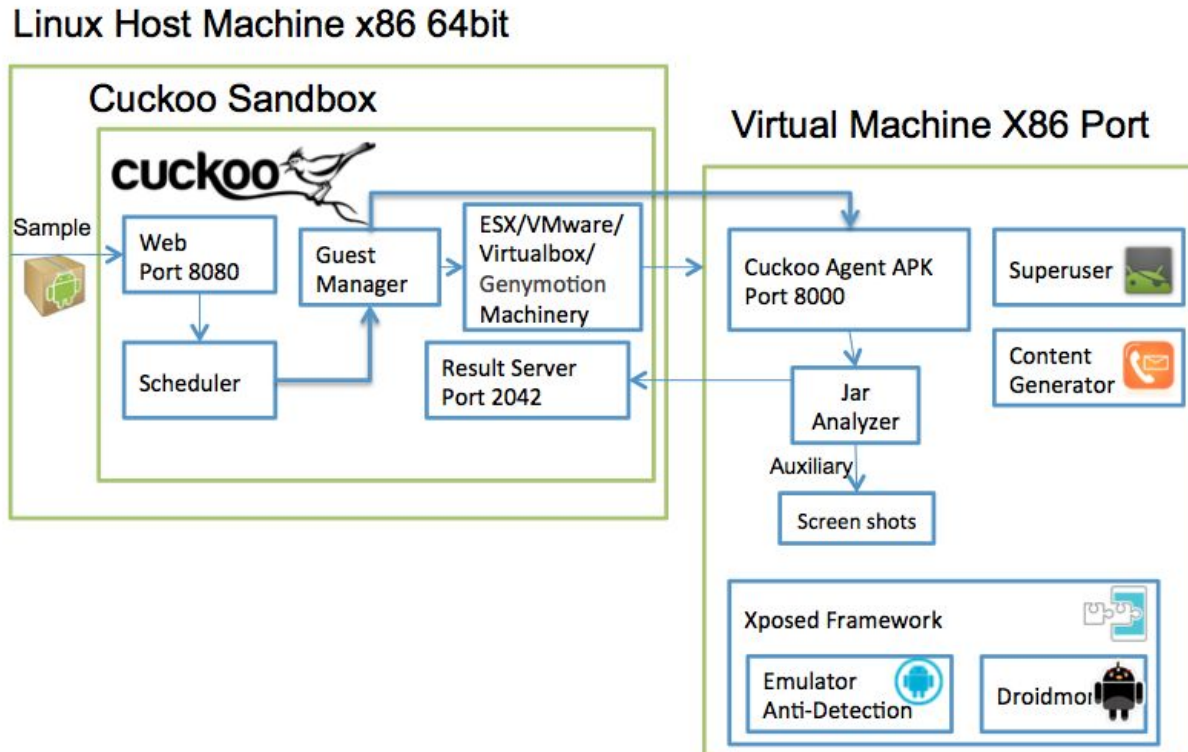 Linux Host Machine x86 64bit
Cuckoo Sandbox
cuckoo
Sample
Web
Port 8080
Guest
Manager
ESX/VMware/
Virtualbox/
Genymotion
Machinery
Scheduler
Result Server
Port 2042
Virtual Machine X86 Port
Cuckoo Agent APK
Port 8000
Superuser
Content
Generator
Jar
Analyzer
Auxiliary
Screen shots
Xposed Framework
Emulator
Anti-Detection
Droidmon